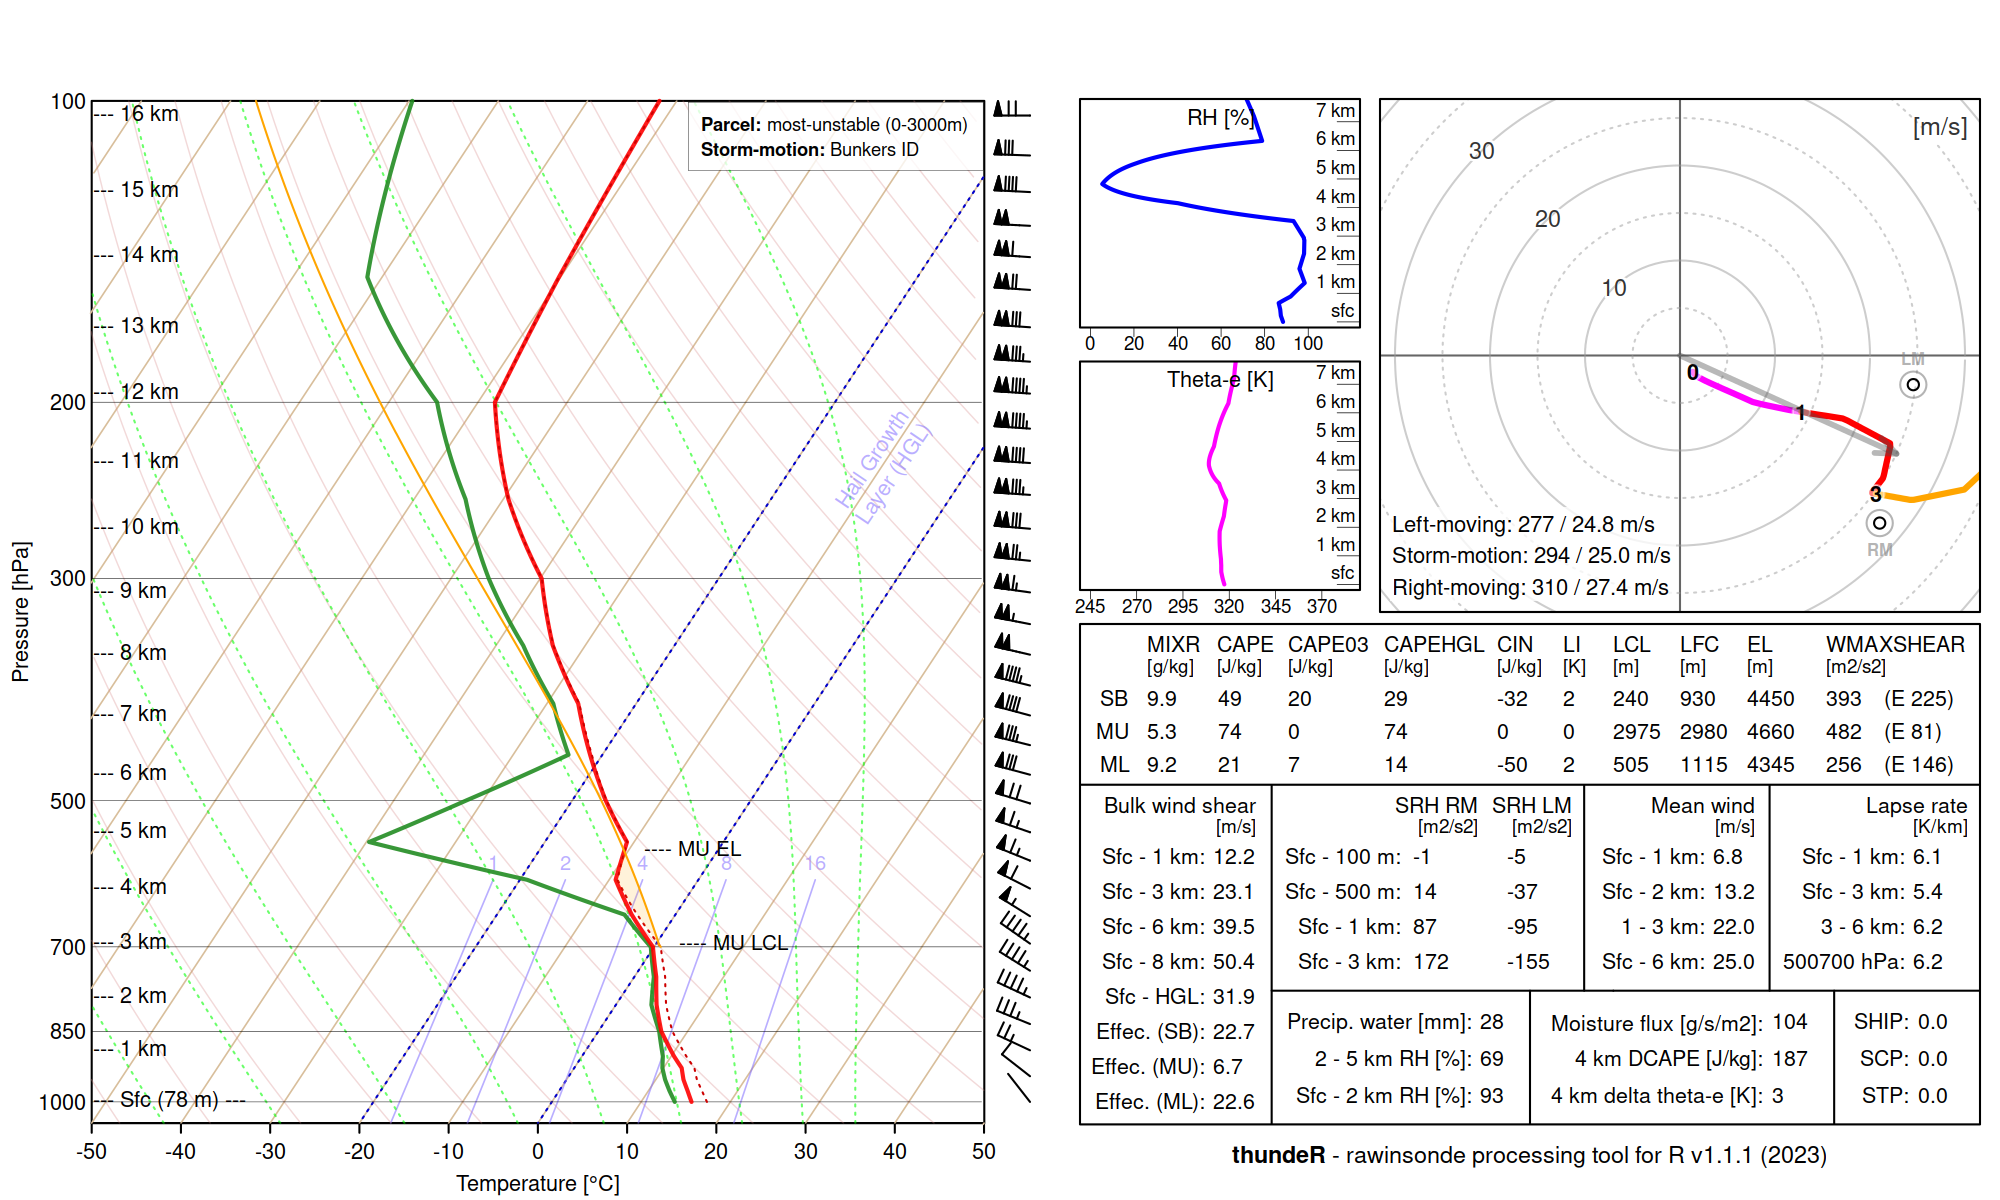 Pressure [hPa]
100
200
300
500
700
850
1000
--- 16 km
--- 15 km
--- 14 km
--- 13 km
--- 12 km
--- 11 km
--- 10 km
--- 9 km
--- 8 km
--- 7 km
--- 6 km
--- 5 km
--- 4 km
--- 3 km
--- 2 km
--- 1 km
--- Sfc (78 m) ---
Parcel: most-unstable (0-3000m)
Storm-motion: Bunkers ID
Hail Growth
Layer (HGL)
---- MU EL
1 2 4 8 16
---- MU LCL
-50 -40 -30 -20 -10 0 10 20 30 40 50
Temperature [°C]
RH [%]
7 km
6 km
5 km
4 km
3 km
2 km
1 km
sfc
0 20 40 60 80 100
Theta-e [K]
7 km
6 km
5 km
4 km
3 km
2 km
1 km
sfc
245 270 295 320 345 370
[m/s]
30
20
10
LM
0
1
3
RM
Left-moving: 277 / 24.8 m/s
Storm-motion: 294 / 25.0 m/s
Right-moving: 310 / 27.4 m/s
MIXR CAPE CAPE03 CAPEHGL CIN LI LCL LFC EL WMAXSHEAR
[g/kg] [J/kg] [J/kg] [J/kg] [J/kg] [K] [m] [m] [m] [m2/s2]
SB 9.9 49 20 29 -32 2 240 930 4450 393 (E 225)
MU 5.3 74 0 74 0 0 2975 2980 4660 482 (E 81)
ML 9.2 21 7 14 -50 2 505 1115 4345 256 (E 146)
Bulk wind shear
[m/s]
Sfc - 1 km: 12.2
Sfc - 3 km: 23.1
Sfc - 6 km: 39.5
Sfc - 8 km: 50.4
Sfc - HGL: 31.9
Effec. (SB): 22.7
Effec. (MU): 6.7
Effec. (ML): 22.6
SRH RM SRH LM
[m2/s2] [m2/s2]
Sfc - 100 m: -1 -5
Sfc - 500 m: 14 -37
Sfc - 1 km: 87 -95
Sfc - 3 km: 172 -155
Mean wind
[m/s]
Sfc - 1 km: 6.8
Sfc - 2 km: 13.2
1 - 3 km: 22.0
Sfc - 6 km: 25.0
Lapse rate
[K/km]
Sfc - 1 km: 6.1
Sfc - 3 km: 5.4
3 - 6 km: 6.2
500700 hPa: 6.2
Precip. water [mm]: 28
2 - 5 km RH [%]: 69
Sfc - 2 km RH [%]: 93
Moisture flux [g/s/m2]: 104
4 km DCAPE [J/kg]: 187
4 km delta theta-e [K]: 3
SHIP: 0.0
SCP: 0.0
STP: 0.0
thundeR - rawinsonde processing tool for R v1.1.1 (2023)